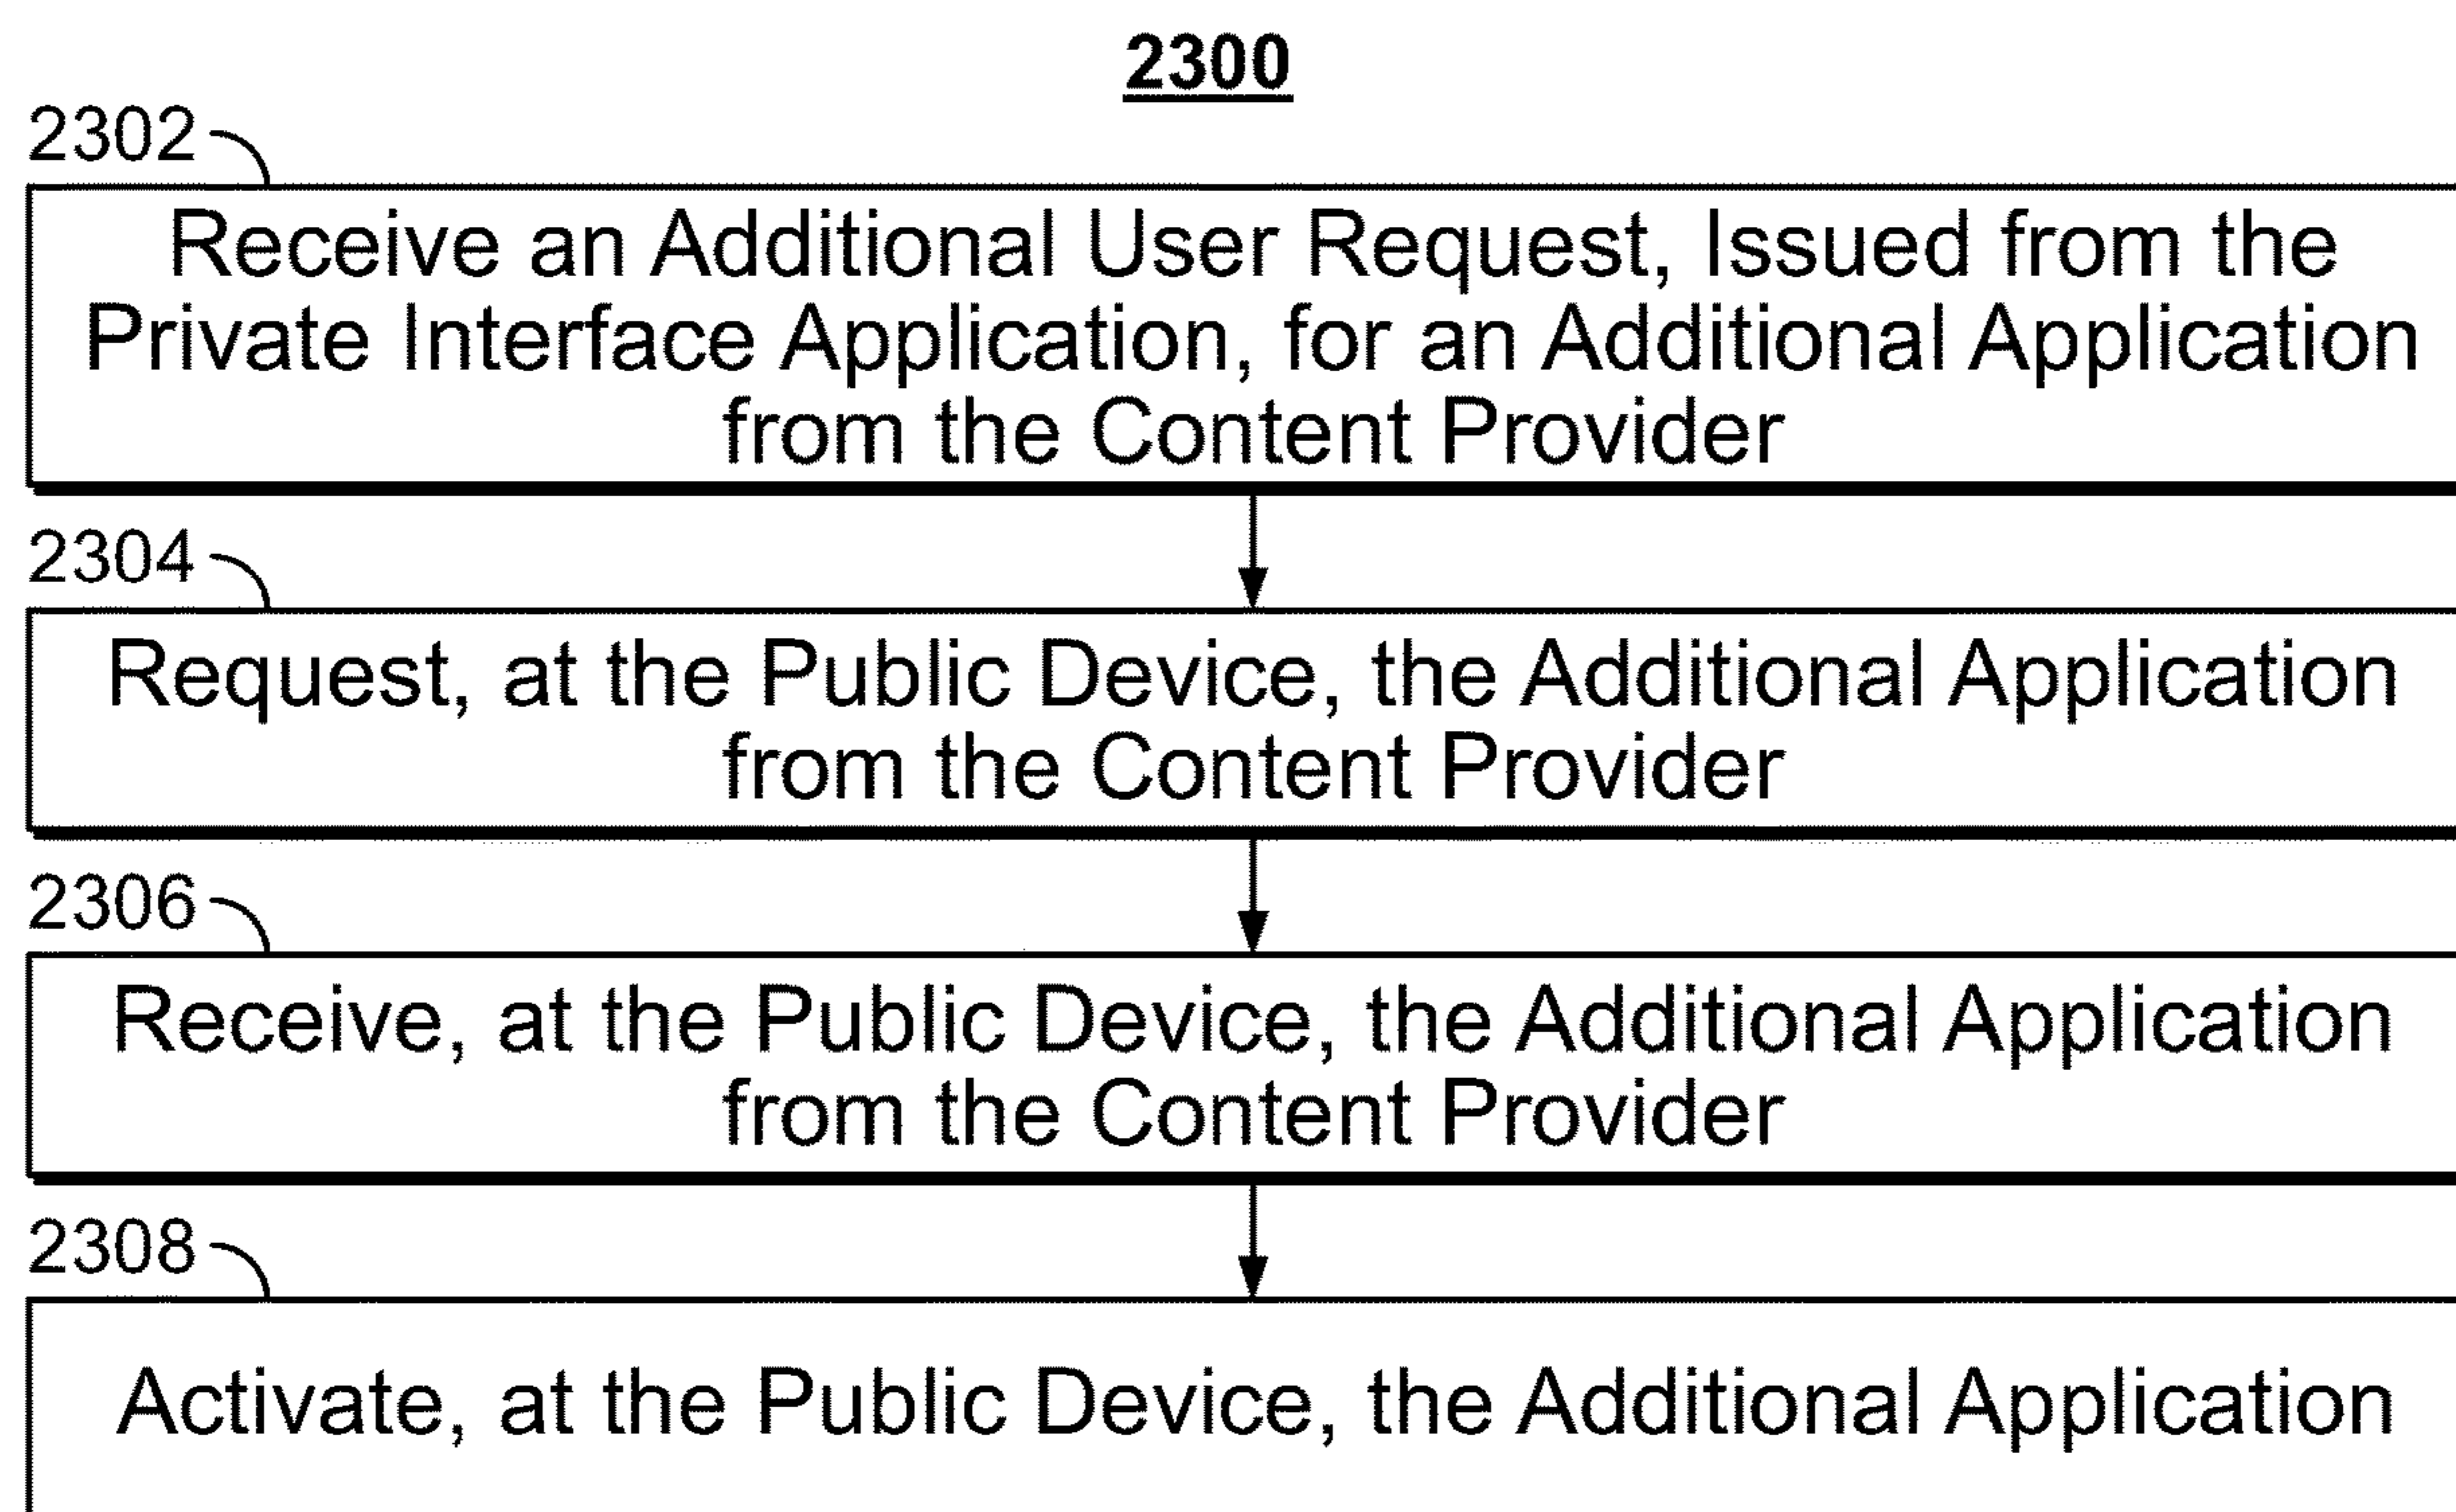 2300
2302
Receive an Additional User Request, Issued from the
Private Interface Application, for an Additional Application
from the Content Provider
2304
Request, at the Public Device, the Additional Application
from the Content Provider
2306
Receive, at the Public Device, the Additional Application
from the Content Provider
2308
Activate, at the Public Device, the Additional Application